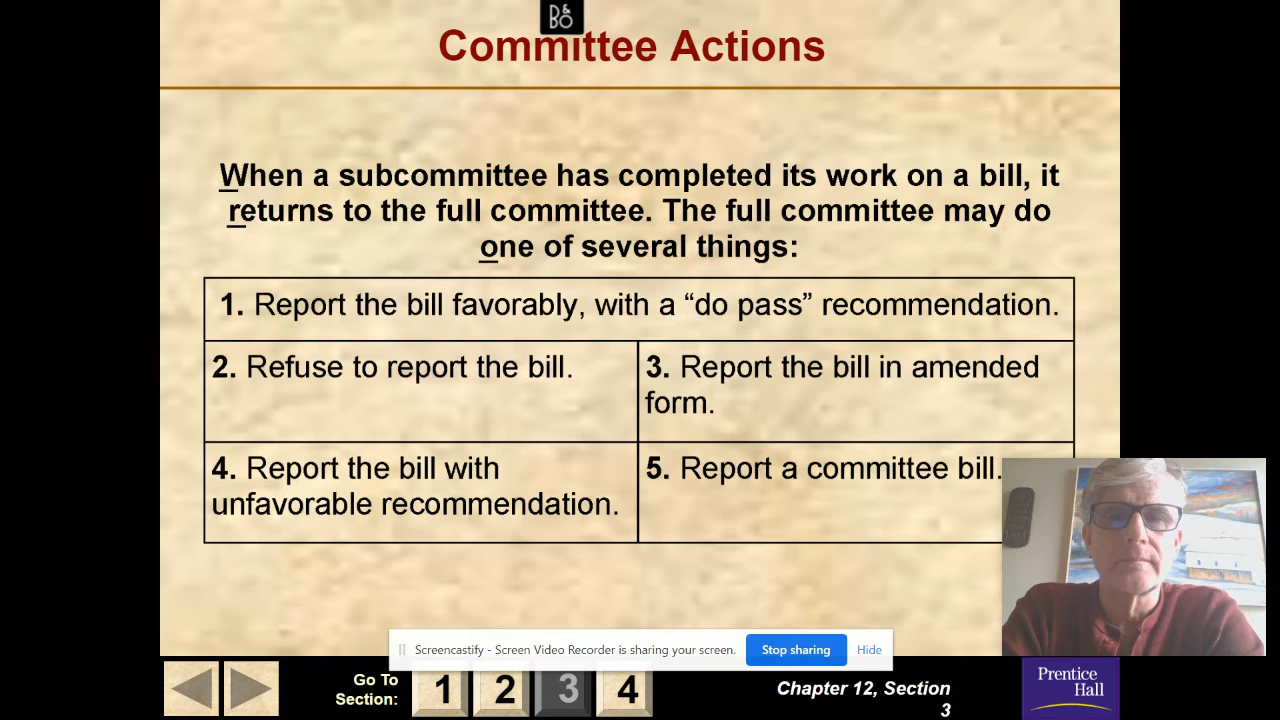 B&O
Committee Actions
When a subcommittee has completed its work on a bill, it
returns to the full committee. The full committee may do
one of several things:
1. Report the bill favorably, with a “do pass” recommendation.
2. Refuse to report the bill.
3. Report the bill in amended
form.
4. Report the bill with
unfavorable recommendation.
5. Report a committee bill.
Screencastify - Screen Video Recorder is sharing your screen.
Stop sharing
Hide
Go To
Section:
1
2
3
4
Chapter 12, Section
3
Prentice
Hall